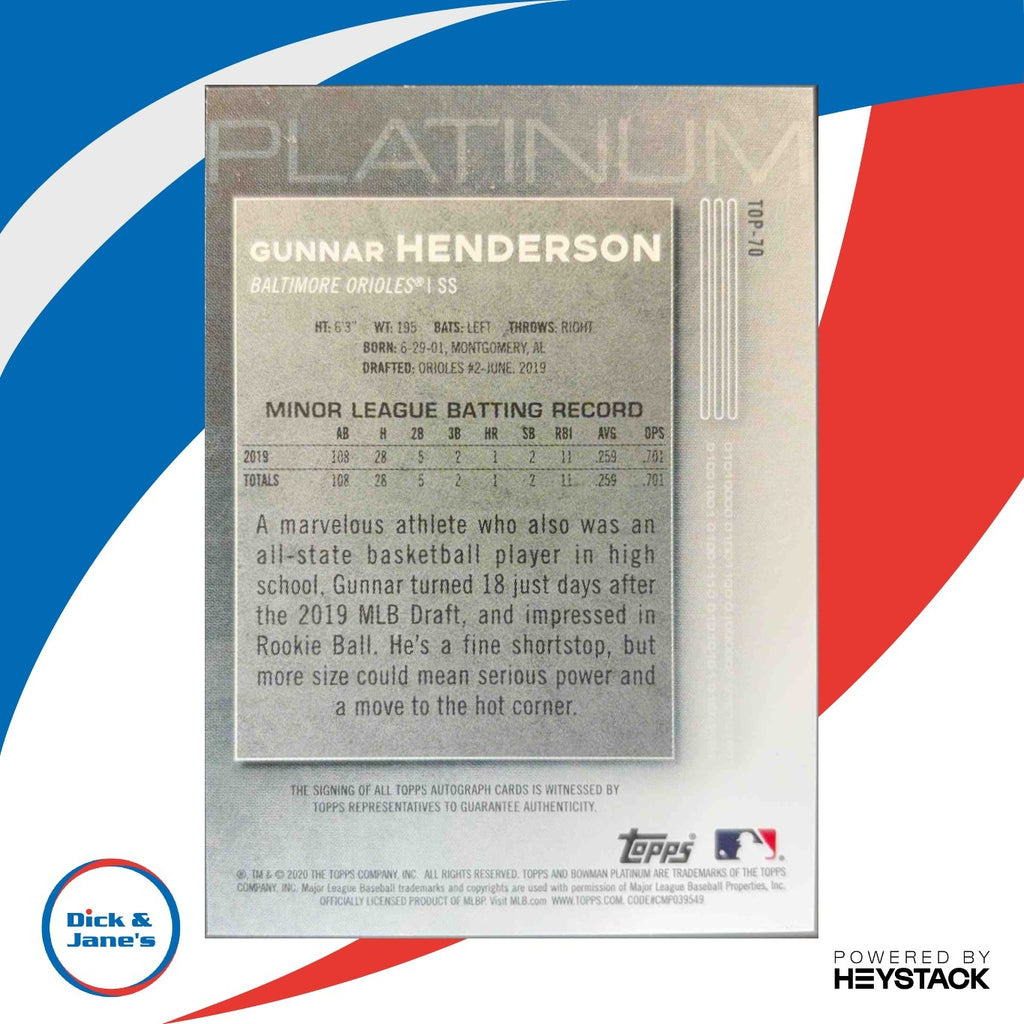 PLATINUM
TOP-70
GUNNAR HENDERSON
BALTIMORE ORIOLES® | SS
HT: 6'3" WT: 195 BATS: LEFT THROWS: RIGHT
BORN: 6-29-01, MONTGOMERY, AL
DRAFTED: ORIOLES #2-JUNE, 2019
MINOR LEAGUE BATTING RECORD
AB H 2B 3B HR SB RBI AVG OPS
2019 108 28 5 2 1 2 11 .259 .701
TOTALS 108 28 5 2 1 2 11 .259 .701
A marvelous athlete who also was an
all-state basketball player in high
school, Gunnar turned 18 just days after
the 2019 MLB Draft, and impressed in
Rookie Ball. He's a fine shortstop, but
more size could mean serious power and
a move to the hot corner.
THE SIGNING OF ALL TOPPS AUTOGRAPH CARDS IS WITNESSED BY
TOPPS REPRESENTATIVES TO GUARANTEE AUTHENTICITY.
topps®
®, TM & © 2020 THE TOPPS COMPANY, INC. ALL RIGHTS RESERVED. TOPPS AND BOWMAN PLATINUM ARE TRADEMARKS OF THE TOPPS
COMPANY, INC. Major League Baseball trademarks and copyrights are used with permission of Major League Baseball Properties, Inc.
OFFICIALLY LICENSED PRODUCT OF MLBP. Visit MLB.com WWW.TOPPS.COM. CODE#CMP039549
Dick &
Jane's
POWERED BY
HEYSTACK